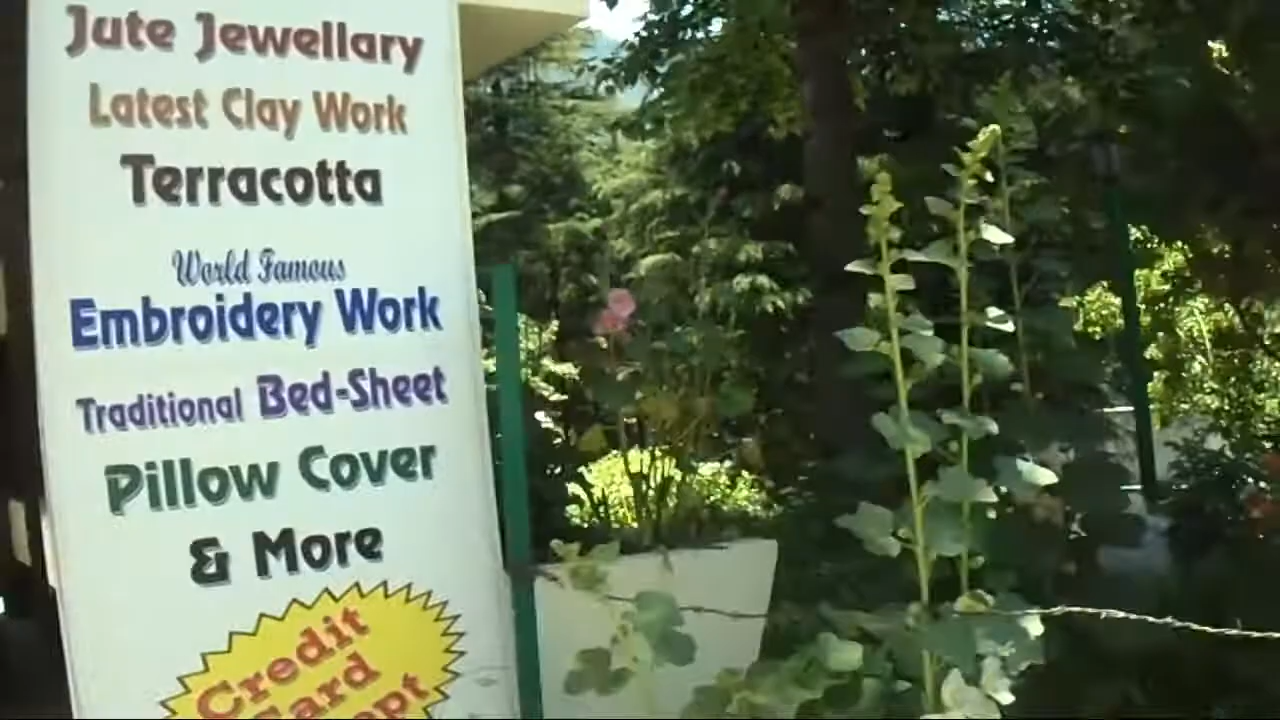 Jute Jewellary
Latest Clay Work
Terracotta
World Famous
Embroidery Work
Traditional Bed-Sheet
Pillow Cover
& More
Credit